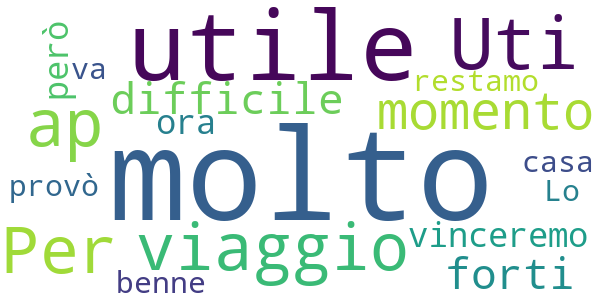 utile Uti
però va
difficile restamo
ap ora momento
molto
provò casa
Lo
Per viaggio vinceremo
benne forti